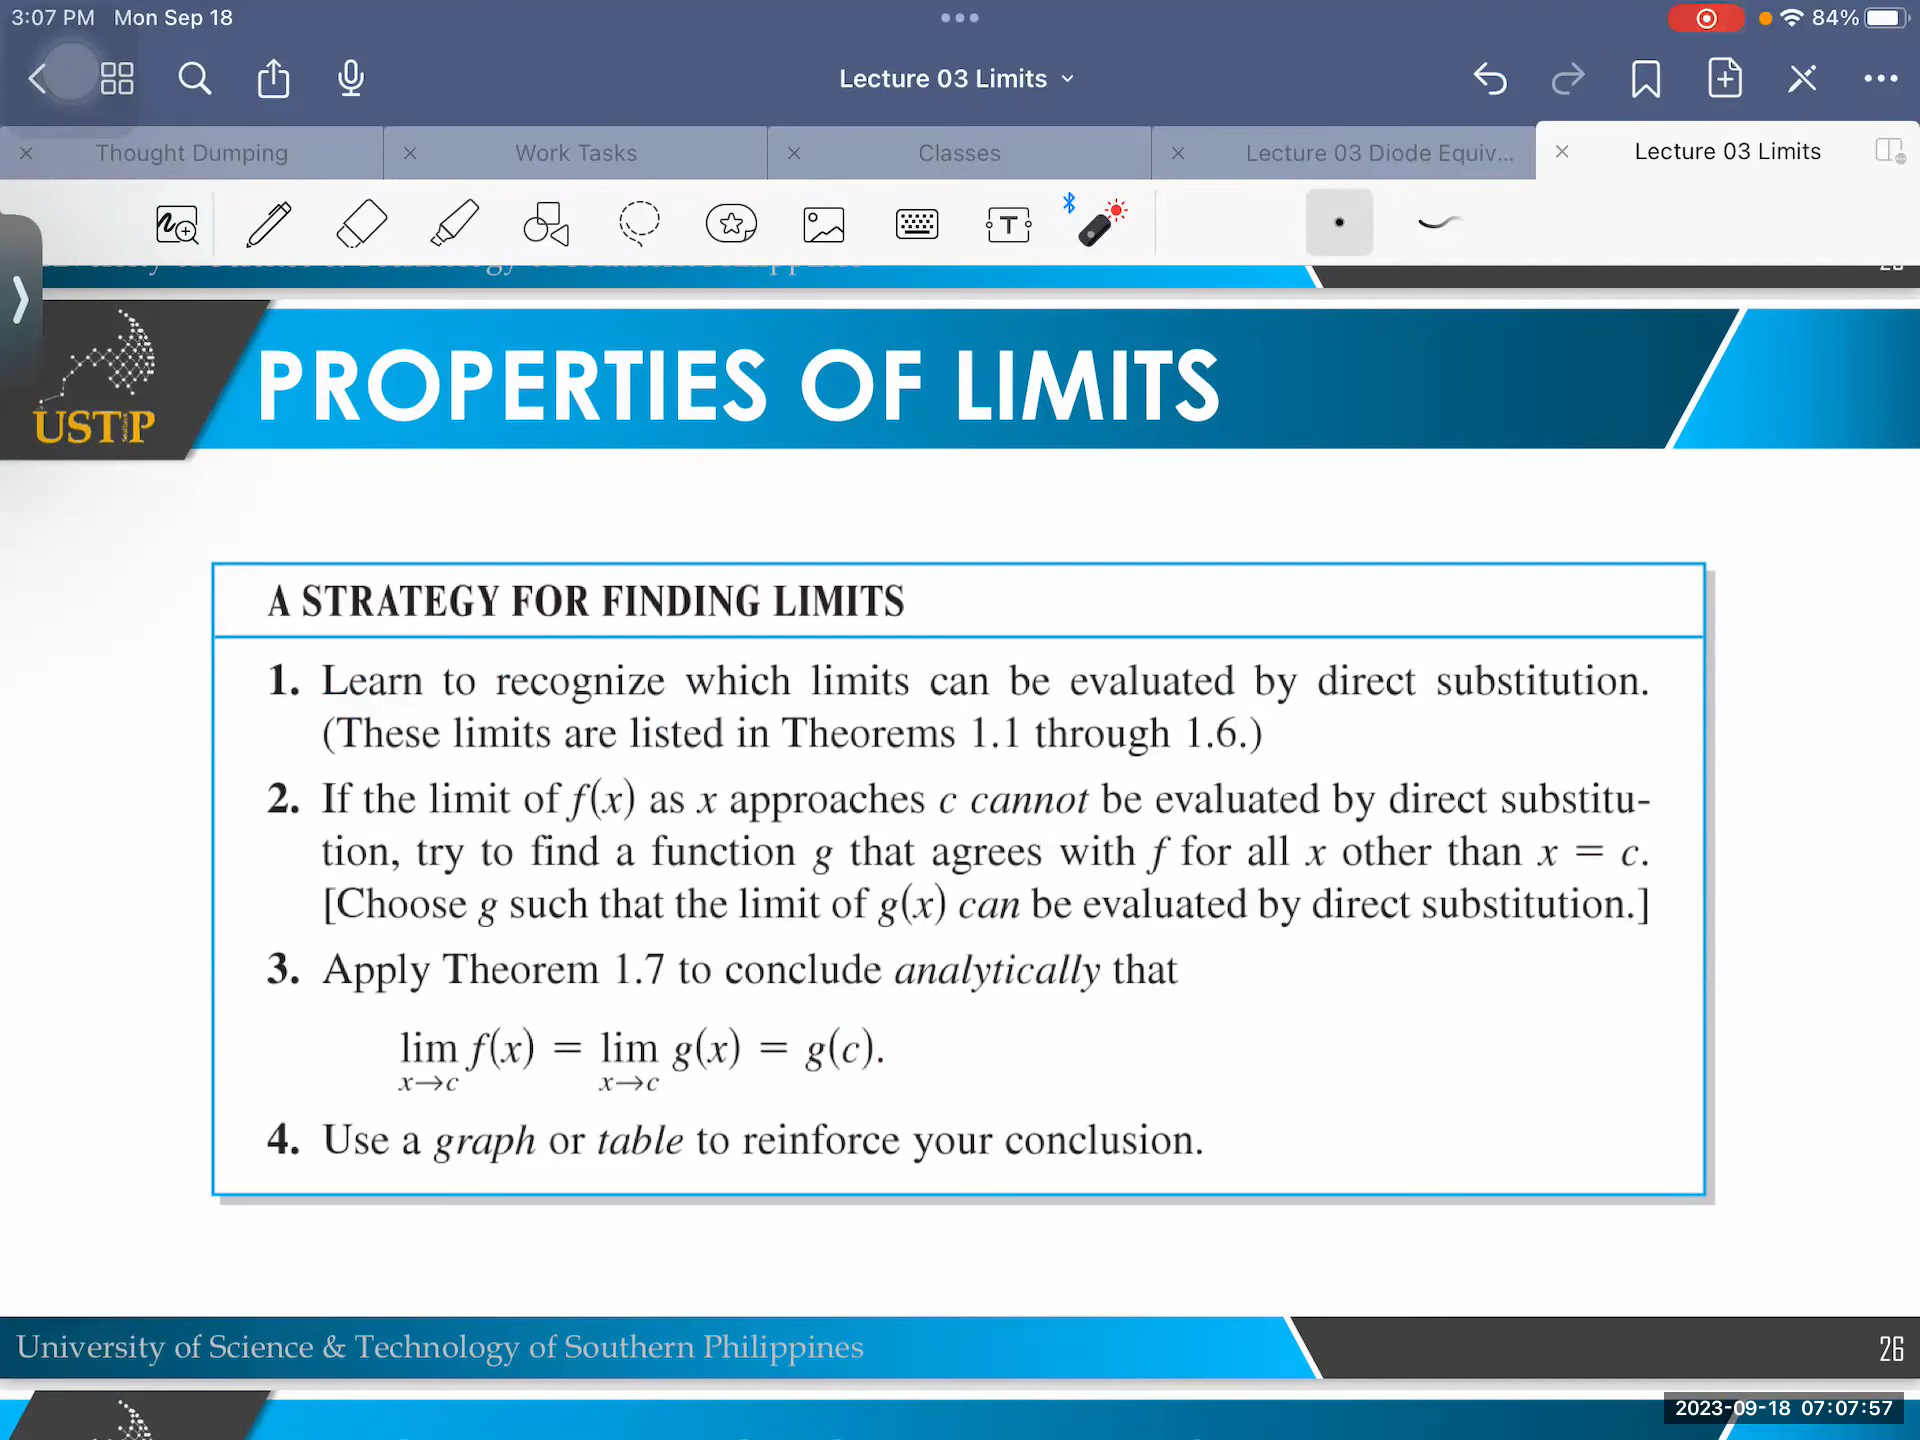 3:07 PM Mon Sep 18
84%
Lecture 03 Limits
Thought Dumping
Work Tasks
Classes
Lecture 03 Diode Equiv...
Lecture 03 Limits
T
USTP
PROPERTIES OF LIMITS
A STRATEGY FOR FINDING LIMITS
1. Learn to recognize which limits can be evaluated by direct substitution.
(These limits are listed in Theorems 1.1 through 1.6.)
2. If the limit of f(x) as x approaches c cannot be evaluated by direct substitu-
tion, try to find a function g that agrees with f for all x other than x = c.
[Choose g such that the limit of g(x) can be evaluated by direct substitution.]
3. Apply Theorem 1.7 to conclude analytically that
lim f(x) = lim g(x) = g(c).
x→c x→c
4. Use a graph or table to reinforce your conclusion.
University of Science & Technology of Southern Philippines
26
2023-09-18 07:07:57